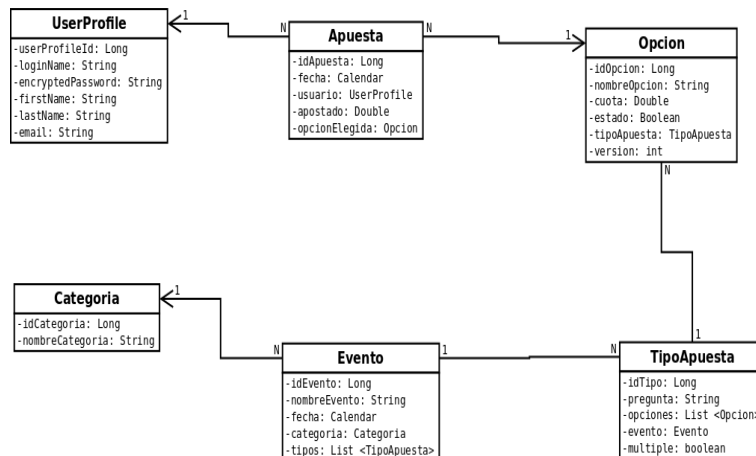 UserProfile
-userProfileId: Long
-loginName: String
-encryptedPassword: String
-firstName: String
-lastName: String
-email: String
1
N
Apuesta
-idApuesta: Long
-fecha: Calendar
-usuario: UserProfile
-apostado: Double
-opcionElegida: Opcion
N
1
Opcion
-idOpcion: Long
-nombreOpcion: String
-cuota: Double
-estado: Boolean
-tipoApuesta: TipoApuesta
-version: int
N
1
Categoria
-idCategoria: Long
-nombreCategoria: String
1
N
Evento
-idEvento: Long
-nombreEvento: String
-fecha: Calendar
-categoria: Categoria
-tipos: List <TipoApuesta>
1
N
TipoApuesta
-idTipo: Long
-pregunta: String
-opciones: List <Opcion>
-evento: Evento
-multiple: boolean